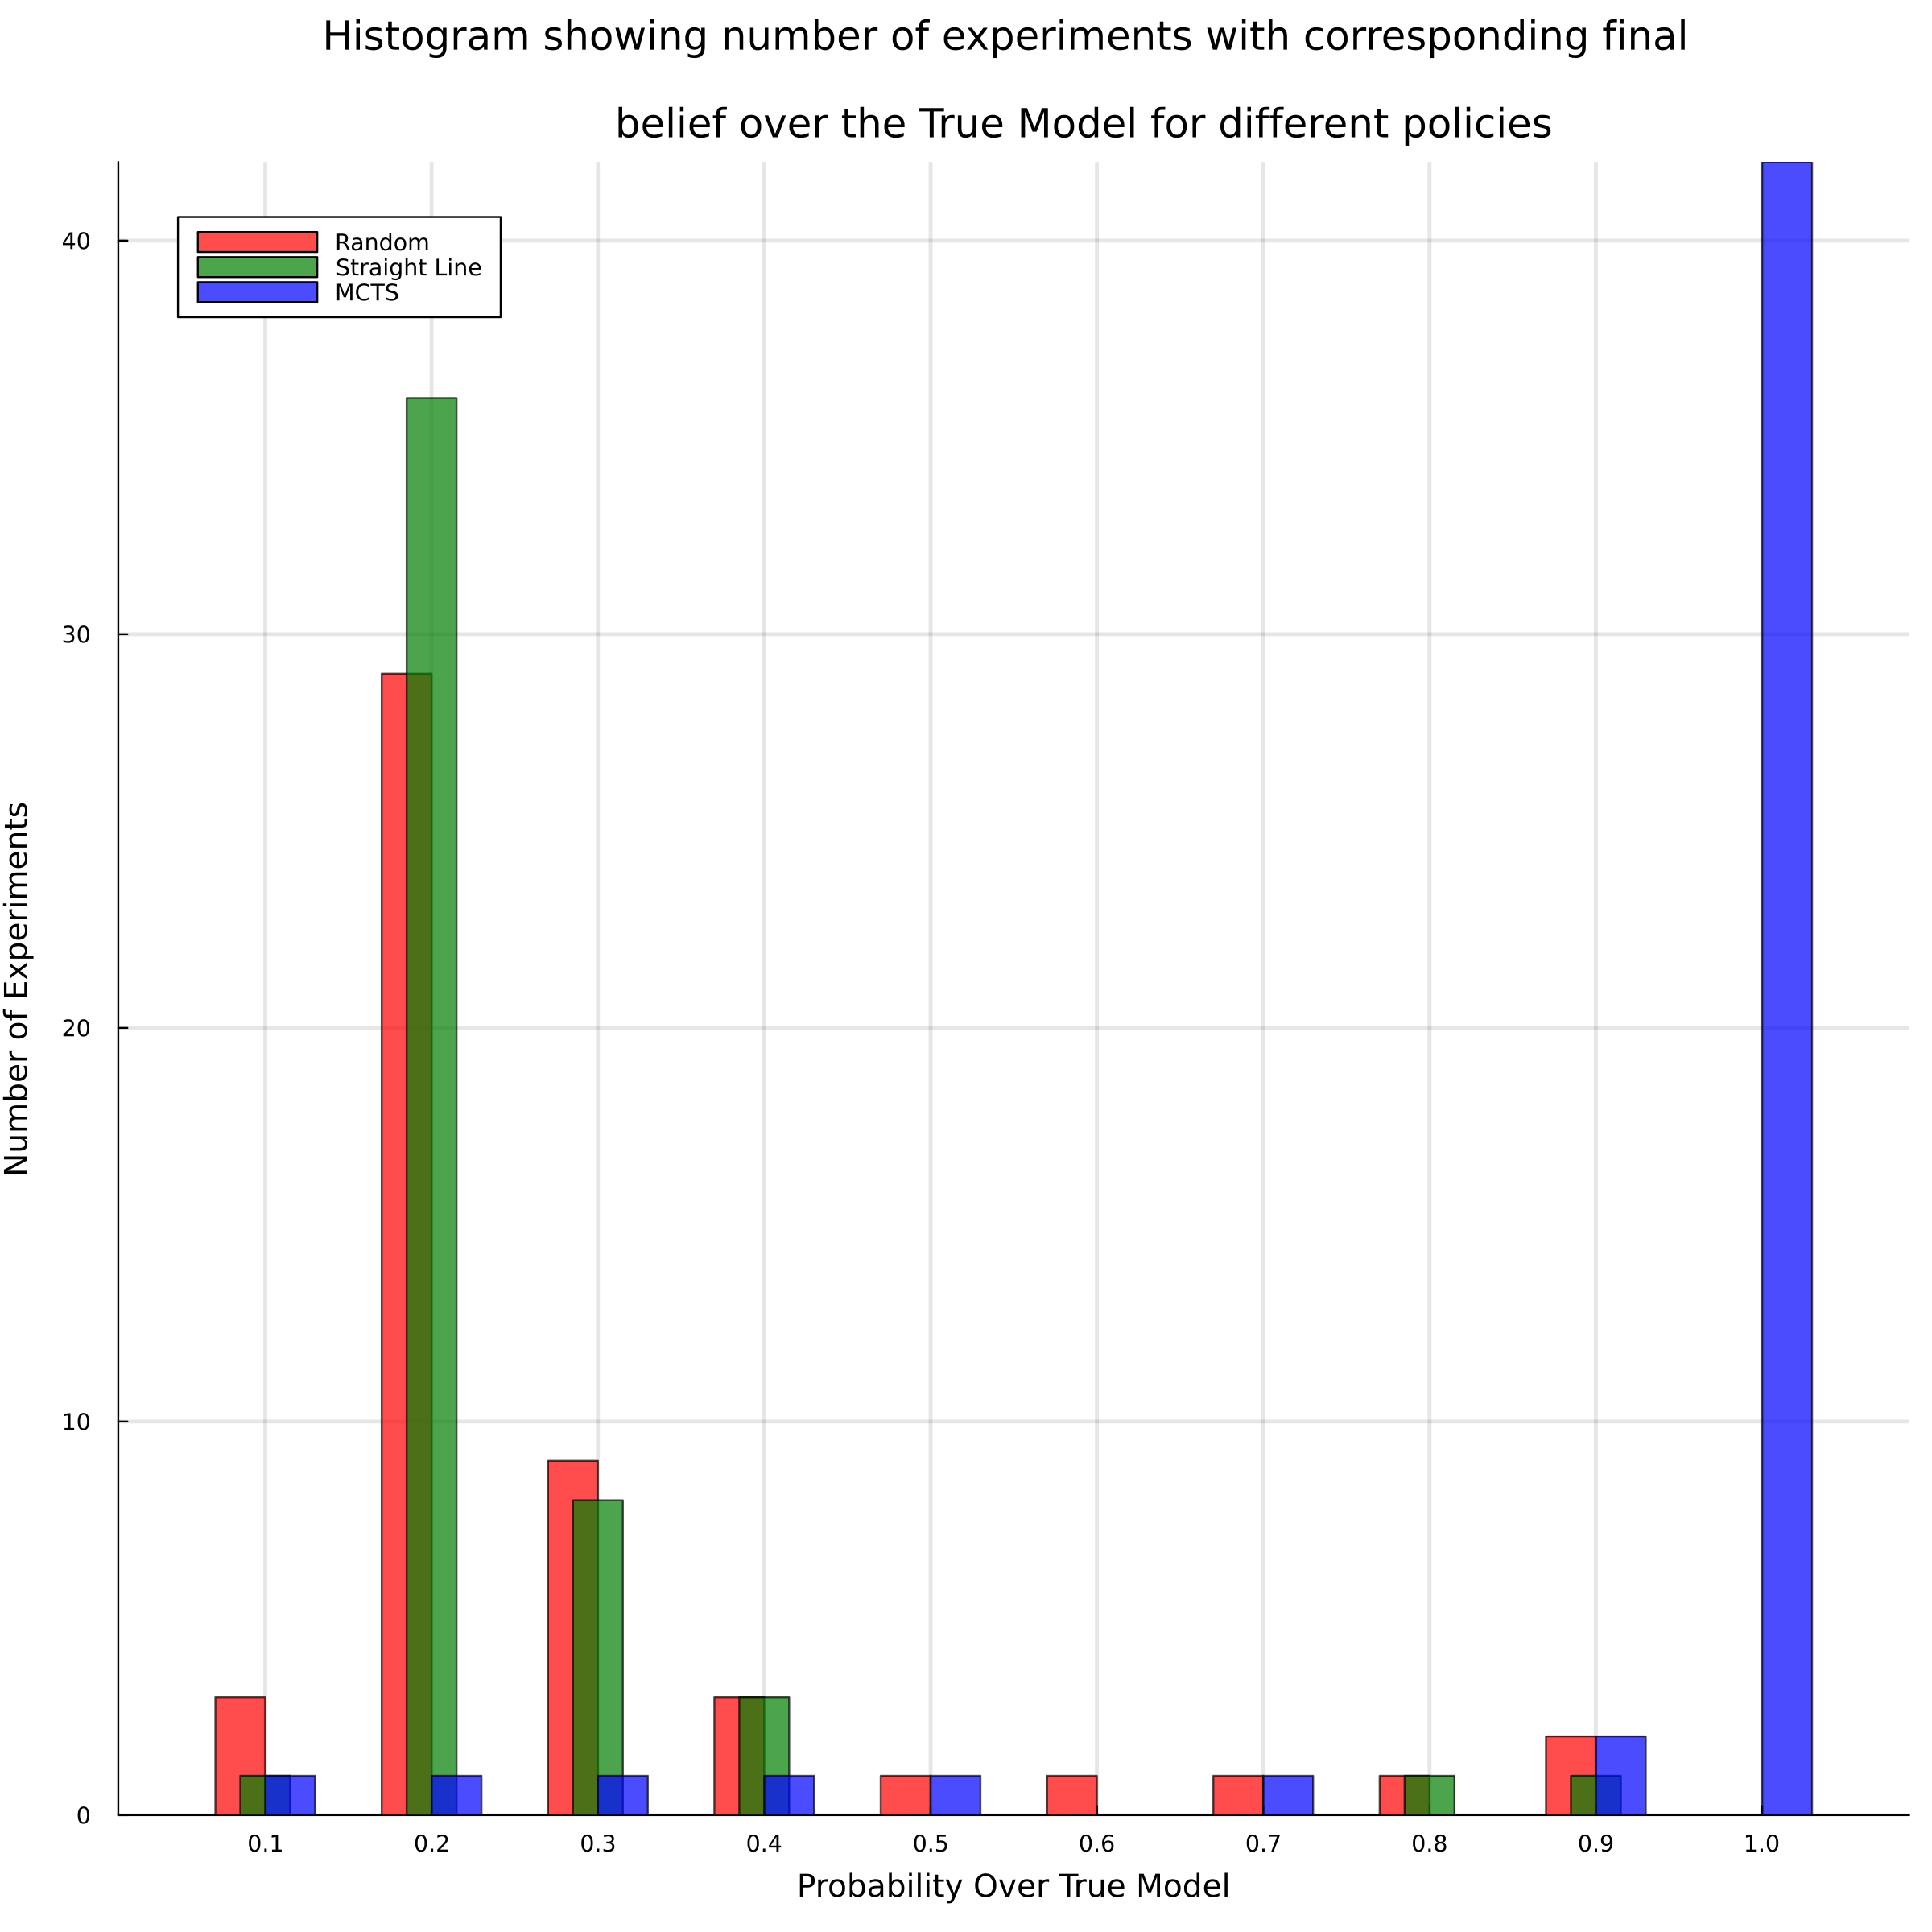 Histogram showing number of experiments with corresponding final
belief over the True Model for different policies
Random
Straight Line
MCTS
40
30
20
10
0
Number of Experiments
0.1 0.2 0.3 0.4 0.5 0.6 0.7 0.8 0.9 1.0
Probability Over True Model